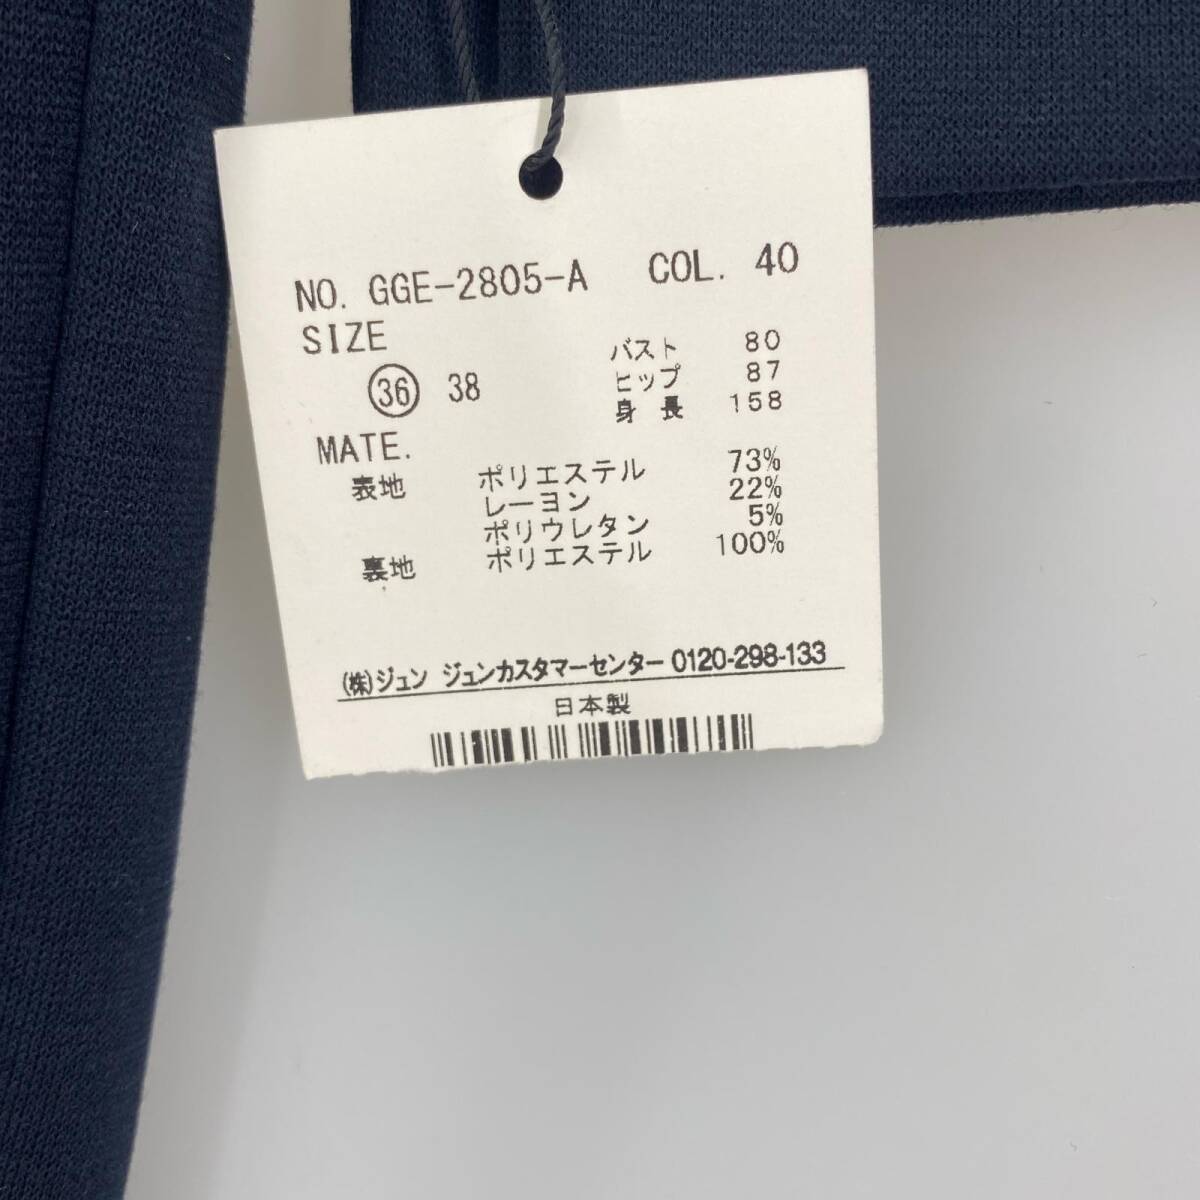 NO. GGE-2805-A COL. 40
SIZE
36 38
バスト 80
ヒップ 87
身長 158
MATE.
表地 ポリエステル 73%
レーヨン 22%
ポリウレタン 5%
裏地 ポリエステル 100%
(株)ジュン ジュンカスタマーセンター 0120-298-133
日本製